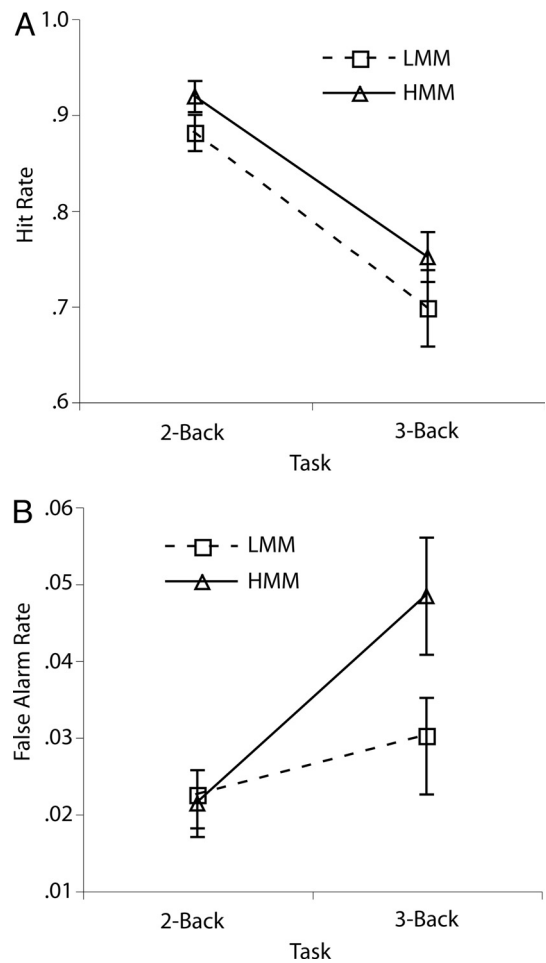 A
1.0
.9
.8
.7
.6
Hit Rate
LMM
HMM
2-Back
3-Back
Task
B
.06
.05
.04
.03
.02
.01
False Alarm Rate
LMM
HMM
2-Back
3-Back
Task